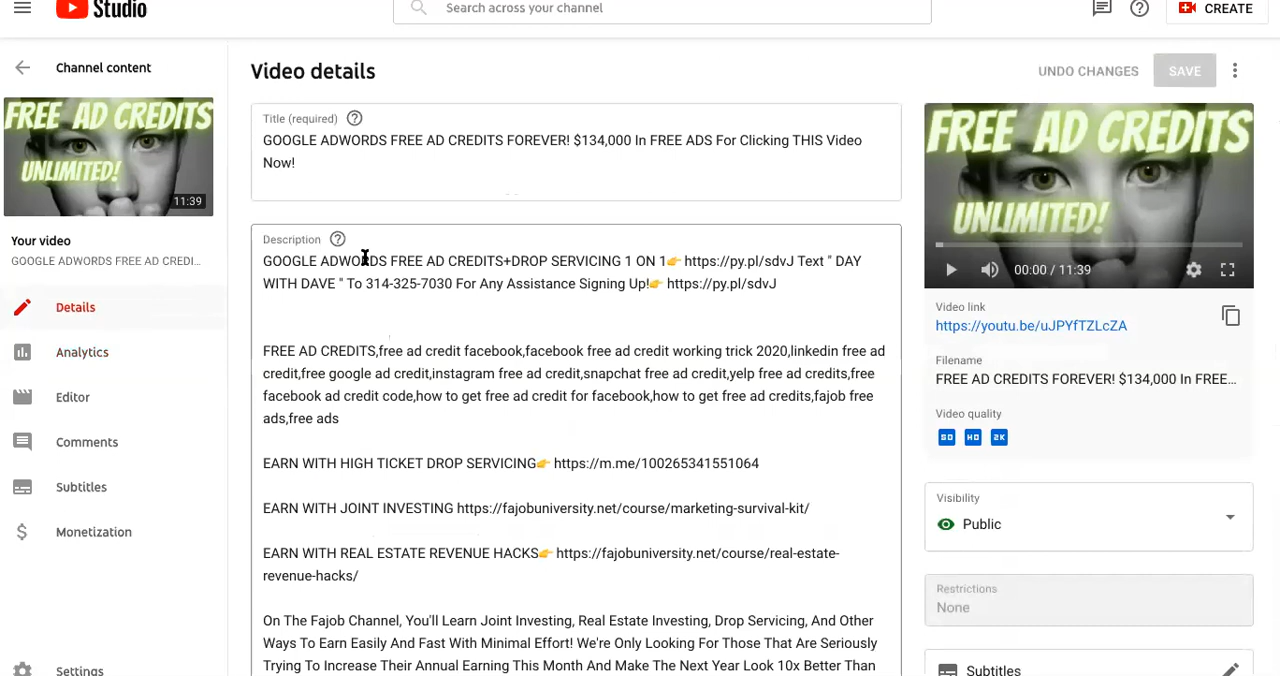 Studio
Search across your channel
CREATE
Channel content
Video details
UNDO CHANGES
SAVE
FREE AD CREDITS
UNLIMITED!
11:39
Your video
GOOGLE ADWORDS FREE AD CREDI...
Details
Analytics
Editor
Comments
Subtitles
Monetization
Settings
Title (required)
GOOGLE ADWORDS FREE AD CREDITS FOREVER! $134,000 In FREE ADS For Clicking THIS Video
Now!
Description
GOOGLE ADWORDS FREE AD CREDITS+DROP SERVICING 1 ON 1👉 https://py.pl/sdvJ Text " DAY
WITH DAVE " To 314-325-7030 For Any Assistance Signing Up!👉 https://py.pl/sdvJ
FREE AD CREDITS,free ad credit facebook,facebook free ad credit working trick 2020,linkedin free ad
credit,free google ad credit,instagram free ad credit,snapchat free ad credit,yelp free ad credits,free
facebook ad credit code,how to get free ad credit for facebook,how to get free ad credits,fajob free
ads,free ads
EARN WITH HIGH TICKET DROP SERVICING👉 https://m.me/100265341551064
EARN WITH JOINT INVESTING https://fajobuniversity.net/course/marketing-survival-kit/
EARN WITH REAL ESTATE REVENUE HACKS👉 https://fajobuniversity.net/course/real-estate-
revenue-hacks/
On The Fajob Channel, You'll Learn Joint Investing, Real Estate Investing, Drop Servicing, And Other
Ways To Earn Easily And Fast With Minimal Effort! We're Only Looking For Those That Are Seriously
Trying To Increase Their Annual Earning This Month And Make The Next Year Look 10x Better Than
FREE AD CREDITS
UNLIMITED!
00:00 / 11:39
Video link
https://youtu.be/uJPYfTZLcZA
Filename
FREE AD CREDITS FOREVER! $134,000 In FREE...
Video quality
SD HD 2K
Visibility
Public
Restrictions
None
Subtitles